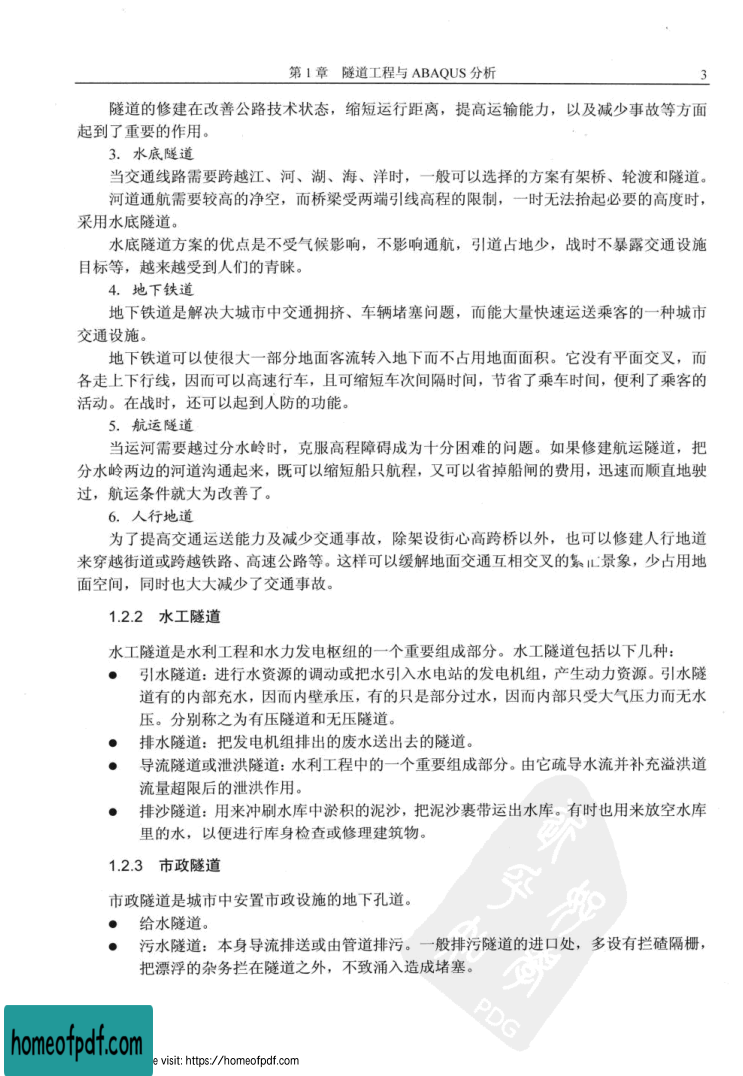 第 1 章 隧道工程与 ABAQUS 分析 3
隧道的修建在改善公路技术状态，缩短运行距离，提高运输能力，以及减少事故等方面
起到了重要的作用。
3. 水底隧道
当交通线路需要跨越江、河、湖、海、洋时，一般可以选择的方案有架桥、轮渡和隧道。
河道通航需要较高的净空，而桥梁受两端引线高程的限制，一时无法抬起必要的高度时，
采用水底隧道。
水底隧道方案的优点是不受气候影响，不影响通航，引道占地少，战时不暴露交通设施
目标等，越来越受到人们的青睐。
4. 地下铁道
地下铁道是解决大城市中交通拥挤、车辆堵塞问题，而能大量快速运送乘客的一种城市
交通设施。
地下铁道可以使很大一部分地面客流转入地下而不占用地面面积。它没有平面交叉，而
各走上下行线，因而可以高速行车，且可缩短车次间隔时间，节省了乘车时间，便利了乘客的
活动。在战时，还可以起到人防的功能。
5. 航运隧道
当运河需要越过分水岭时，克服高程障碍成为十分困难的问题。如果修建航运隧道，把
分水岭两边的河道沟通起来，既可以缩短船只航程，又可以省掉船闸的费用，迅速而顺直地驶
过，航运条件就大为改善了。
6. 人行地道
为了提高交通运送能力及减少交通事故，除架设街心高跨桥以外，也可以修建人行地道
来穿越街道或跨越铁路、高速公路等。这样可以缓解地面交通互相交叉的景象，少占用地
面空间，同时也大大减少了交通事故。
1.2.2 水工隧道
水工隧道是水利工程和水力发电枢纽的一个重要组成部分。水工隧道包括以下几种：
● 引水隧道：进行水资源的调动或把水引入水电站的发电机组，产生动力资源。引水隧
道有的内部充水，因而内壁承压，有的只是部分过水，因而内部只受大气压力而无水
压。分别称之为有压隧道和无压隧道。
● 排水隧道：把发电机组排出的废水送出去的隧道。
● 导流隧道或泄洪隧道：水利工程中的一个重要组成部分。由它疏导水流并补充溢洪道
流量超限后的泄洪作用。
● 排沙隧道：用来冲刷水库中淤积的泥沙，把泥沙裹带运出水库。有时也用来放空水库
里的水，以便进行库身检查或修理建筑物。
1.2.3 市政隧道
市政隧道是城市中安置市政设施的地下孔道。
● 给水隧道。
● 污水隧道：本身导流排送或由管道排污。一般排污隧道的进口处，多设有拦碴隔栅，
把漂浮的杂务拦在隧道之外，不致涌入造成堵塞。
PDG
homeofpdf.com
e visit: https://homeofpdf.com